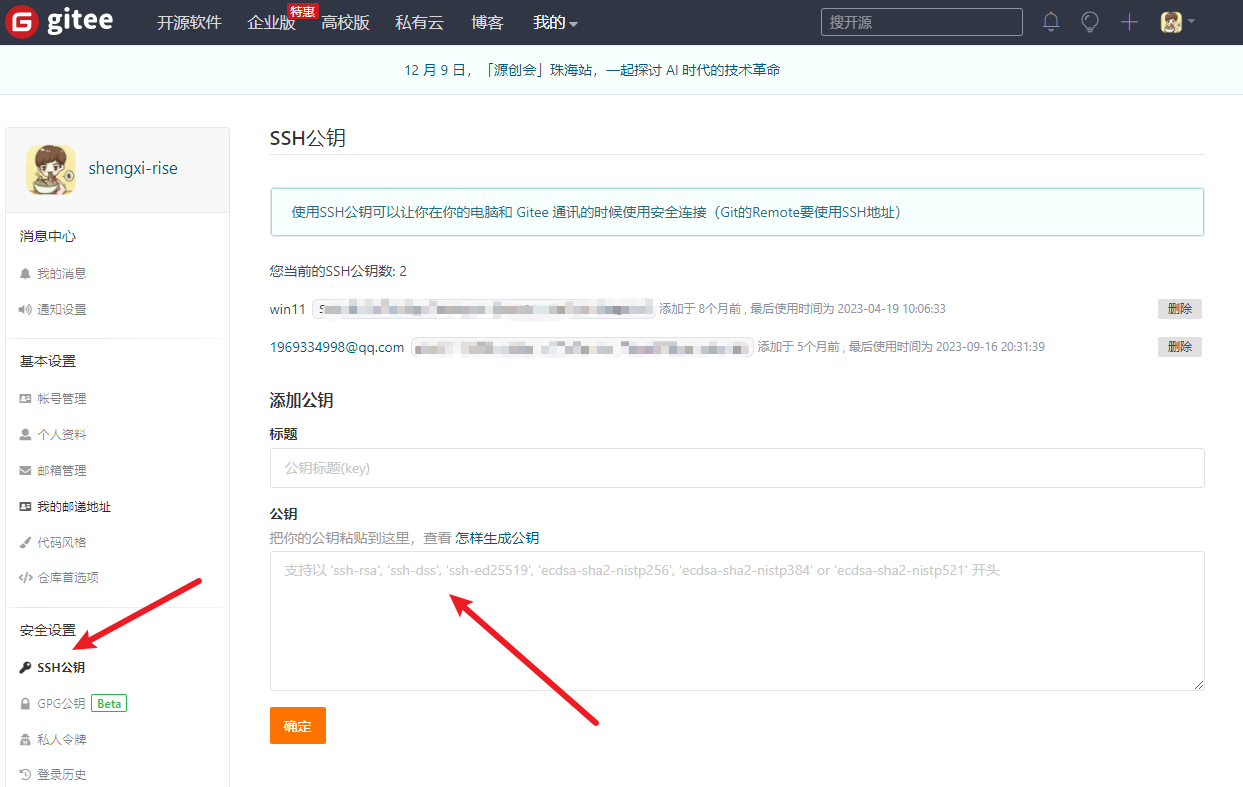 gitee 开源软件 企业版 特惠 高校版 私有云 博客 我的 搜开源
12 月 9 日，「源创会」珠海站，一起探讨 AI 时代的技术革命
shengxi-rise
消息中心
我的消息
通知设置
基本设置
帐号管理
个人资料
邮箱管理
我的邮递地址
代码风格
仓库首选项
安全设置
SSH公钥
GPG公钥 Beta
私人令牌
登录历史
SSH公钥
使用SSH公钥可以让你在你的电脑和 Gitee 通讯的时候使用安全连接（Git的Remote要使用SSH地址）
您当前的SSH公钥数: 2
win11 添加于 8个月前 , 最后使用时间为 2023-04-19 10:06:33 删除
1969334998@qq.com 添加于 5个月前 , 最后使用时间为 2023-09-16 20:31:39 删除
添加公钥
标题
公钥标题(key)
公钥
把你的公钥粘贴到这里，查看 怎样生成公钥
支持以 'ssh-rsa', 'ssh-dss', 'ssh-ed25519', 'ecdsa-sha2-nistp256', 'ecdsa-sha2-nistp384' or 'ecdsa-sha2-nistp521' 开头
确定